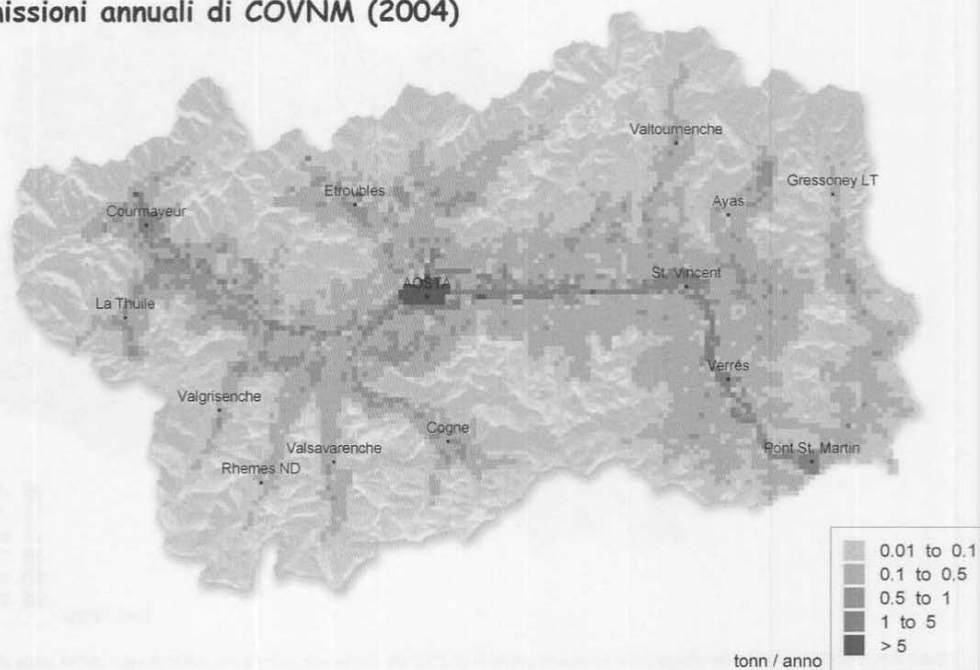 missioni annuali di COVNM (2004)
Valtournenche
Gressoney LT
Etroubles
Ayas
Courmayeur
AOSTA
St. Vincent
La Thuile
Verrés
Valgrisenche
Cogne
Valsavarenche
Pont St. Martin
Rhemes ND
0.01 to 0.1
0.1 to 0.5
0.5 to 1
1 to 5
> 5
tonn / anno